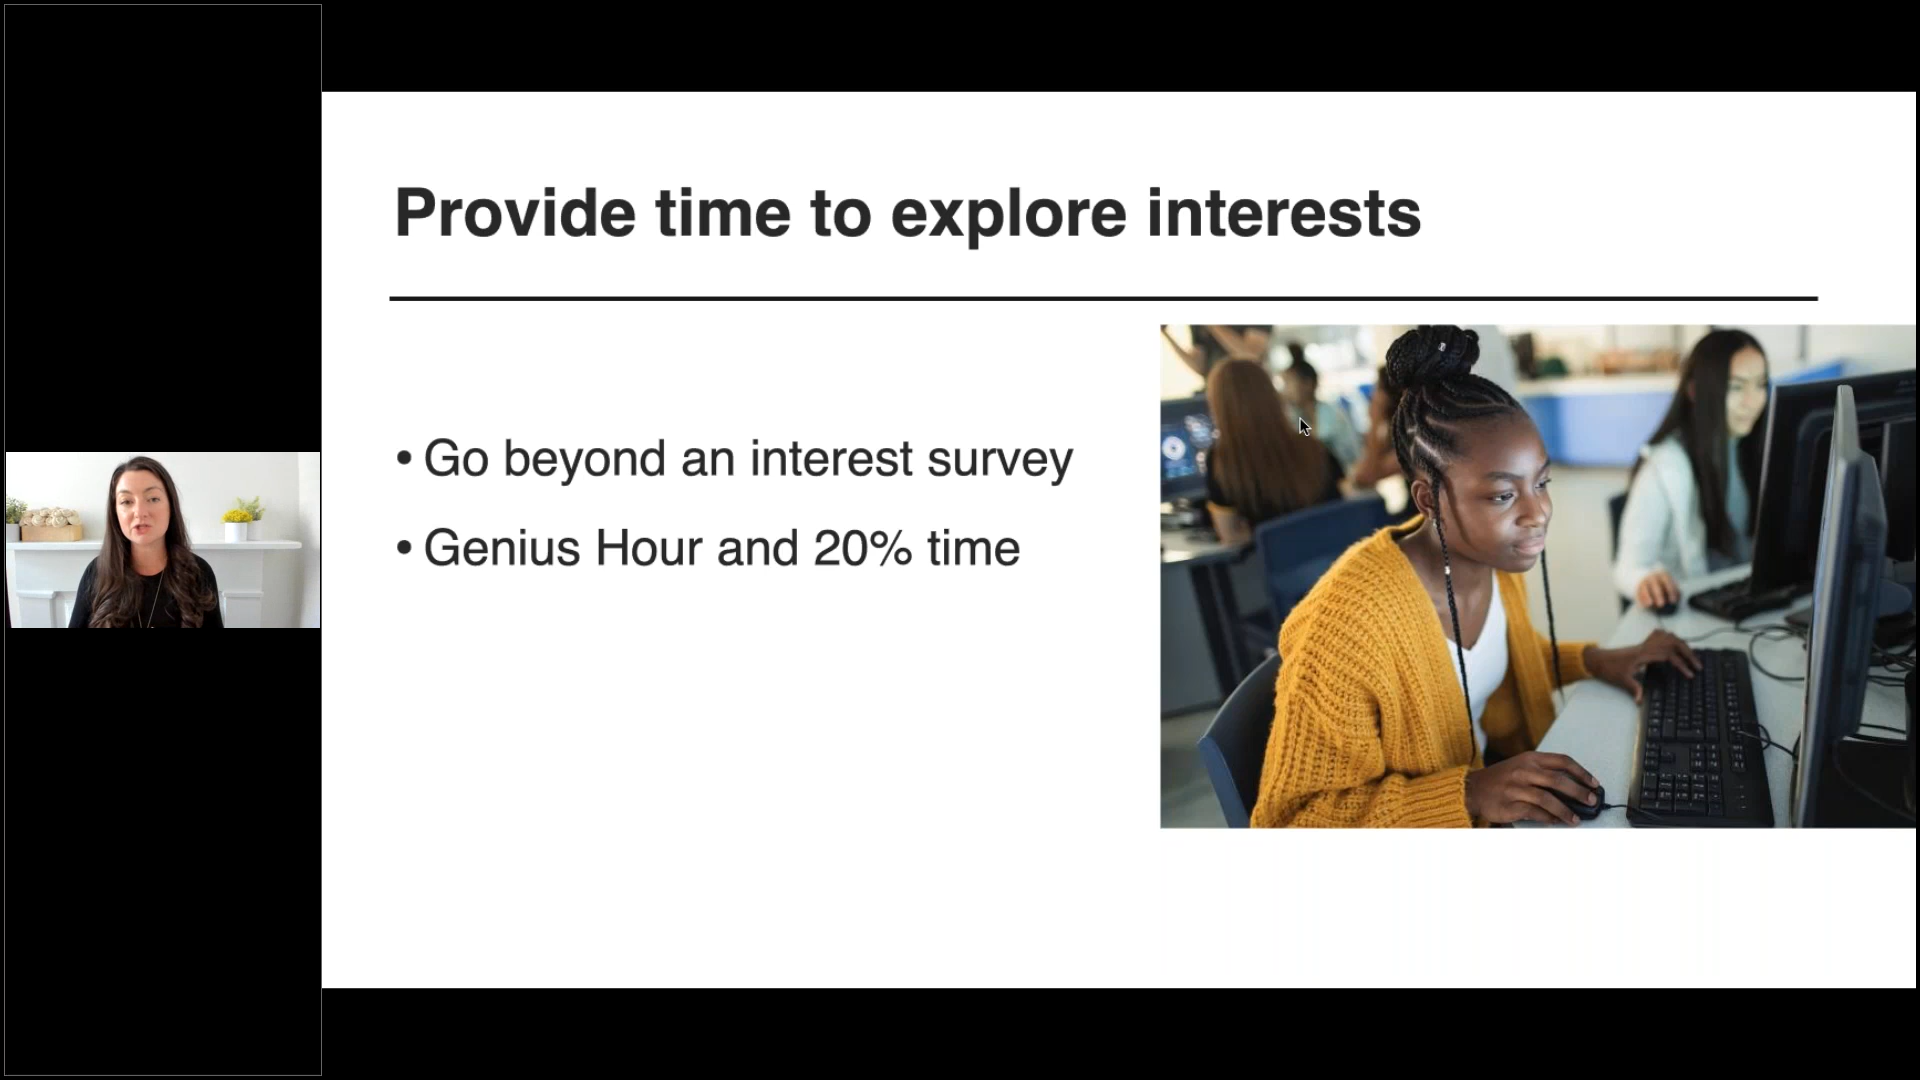 Provide time to explore interests
• Go beyond an interest survey
• Genius Hour and 20% time